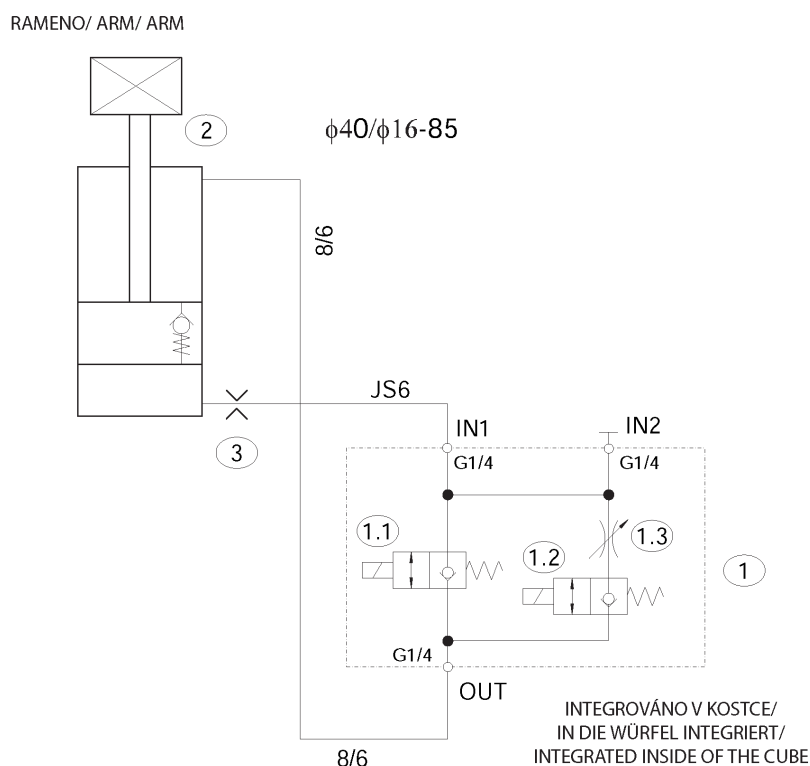 RAMENO/ ARM/ ARM
2
ϕ40/ϕ16-85
8/6
JS6
3
IN1
IN2
G1/4
G1/4
1.1
1.2
1.3
1
G1/4
OUT
8/6
INTEGROVÁNO V KOSTCE/
IN DIE WÜRFEL INTEGRIERT/
INTEGRATED INSIDE OF THE CUBE